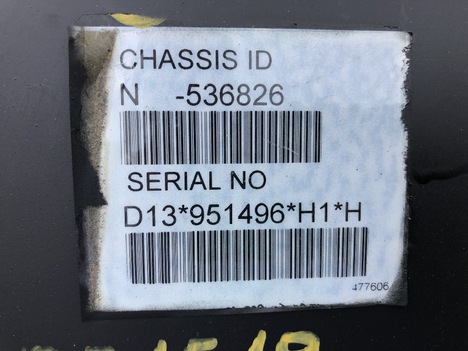 CHASSIS ID
N -536826
SERIAL NO
D13*951496*H1*H
477606